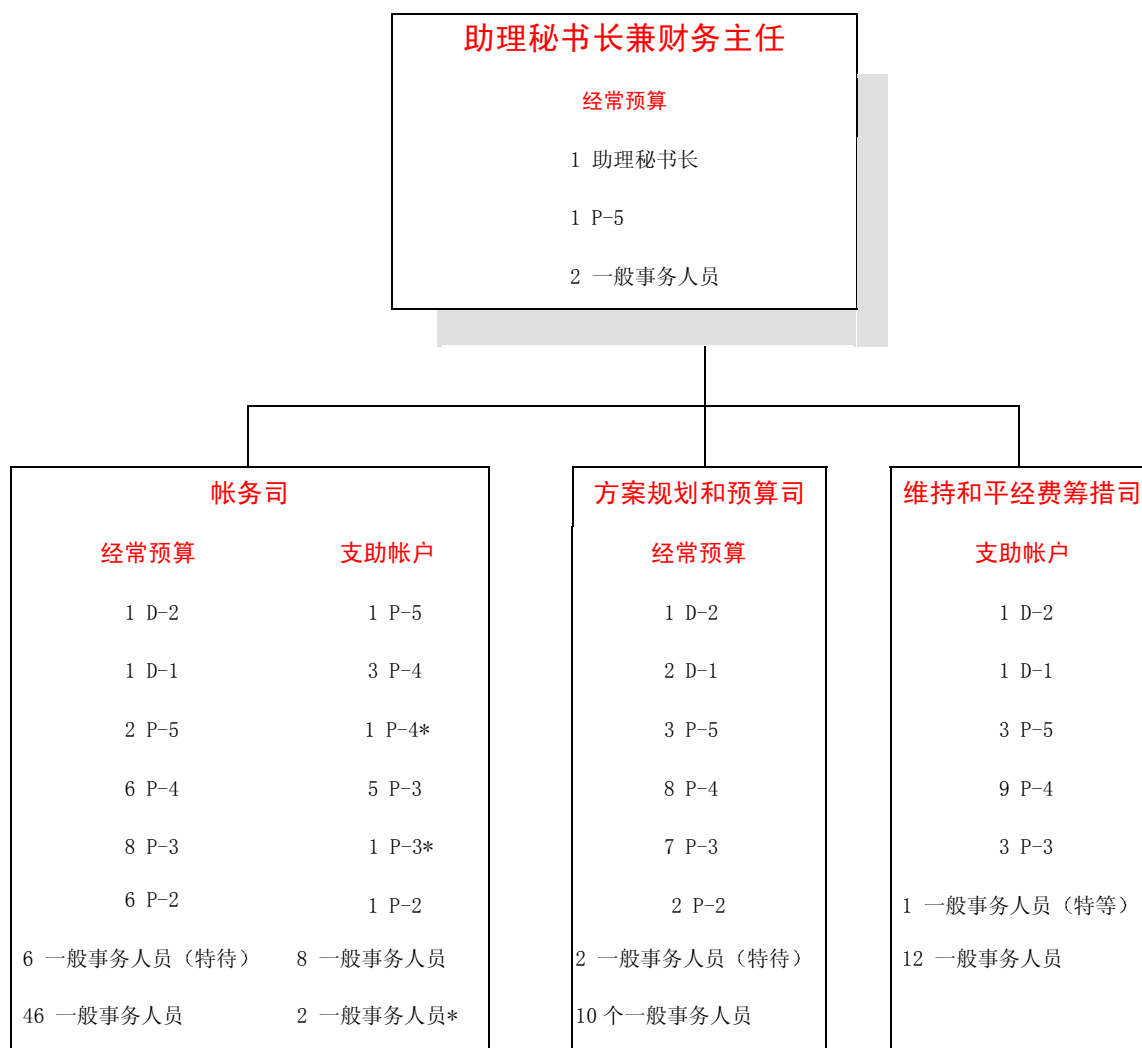 助理秘书长兼财务主任
经常预算
1 助理秘书长
1 P-5
2 一般事务人员
帐务司
经常预算
1 D-2
1 D-1
2 P-5
6 P-4
8 P-3
6 P-2
6 一般事务人员（特待）
46 一般事务人员
支助帐户
1 P-5
3 P-4
1 P-4*
5 P-3
1 P-3*
1 P-2
8 一般事务人员
2 一般事务人员*
方案规划和预算司
经常预算
1 D-2
2 D-1
3 P-5
8 P-4
7 P-3
2 P-2
2 一般事务人员（特待）
10 个一般事务人员
维持和平经费筹措司
支助帐户
1 D-2
1 D-1
3 P-5
9 P-4
3 P-3
1 一般事务人员（特等）
12 一般事务人员